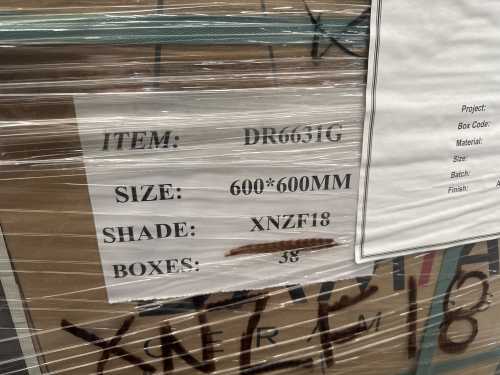 ITEM: DR6631G
SIZE: 600*600MM
SHADE: XNZF18
BOXES: 38
Project:
Box Code:
Material:
Size:
Batch:
Finish:
XNZF18